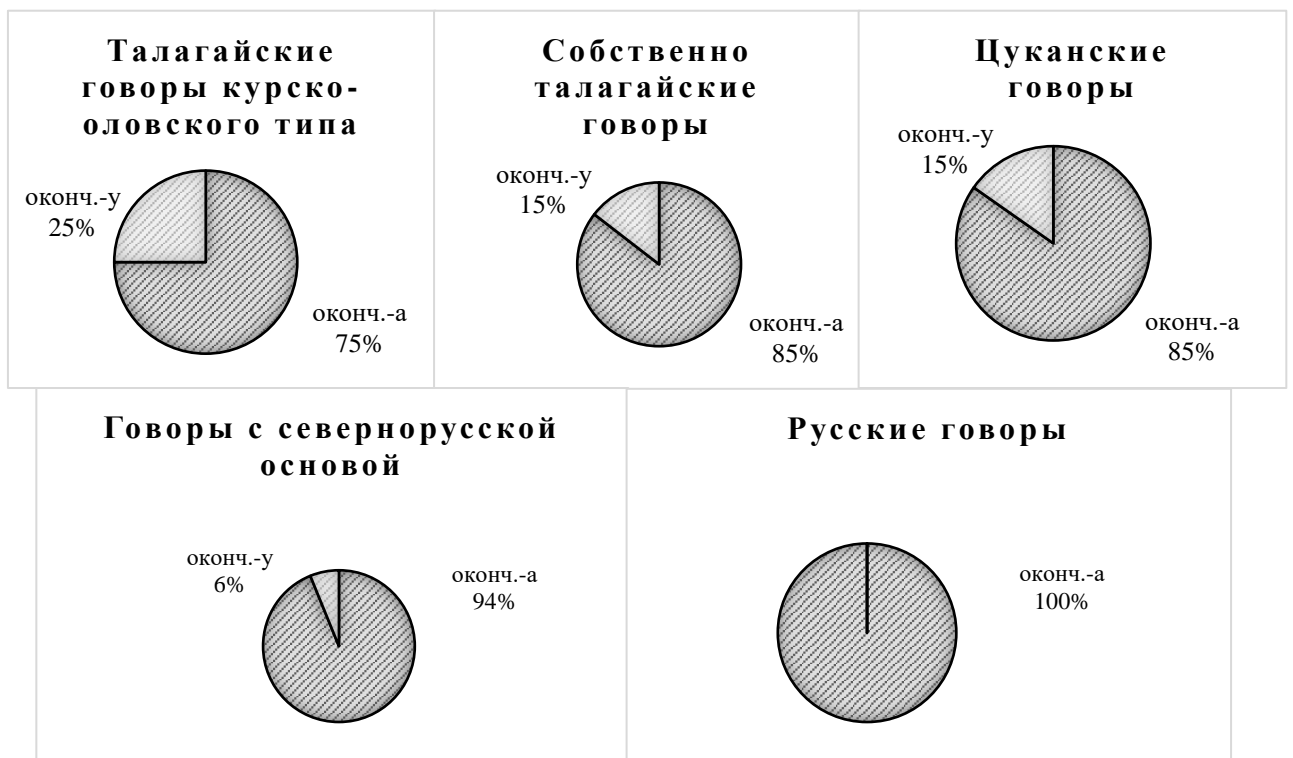 Талагайские
говоры курско-
оловского типа
оконч.-у
25%
оконч.-а
75%
Собственно
талагайские
говоры
оконч.-у
15%
оконч.-а
85%
Цуканские
говоры
оконч.-у
15%
оконч.-а
85%
Говоры с севернорусской
основой
оконч.-у
6%
оконч.-а
94%
Русские говоры
оконч.-а
100%